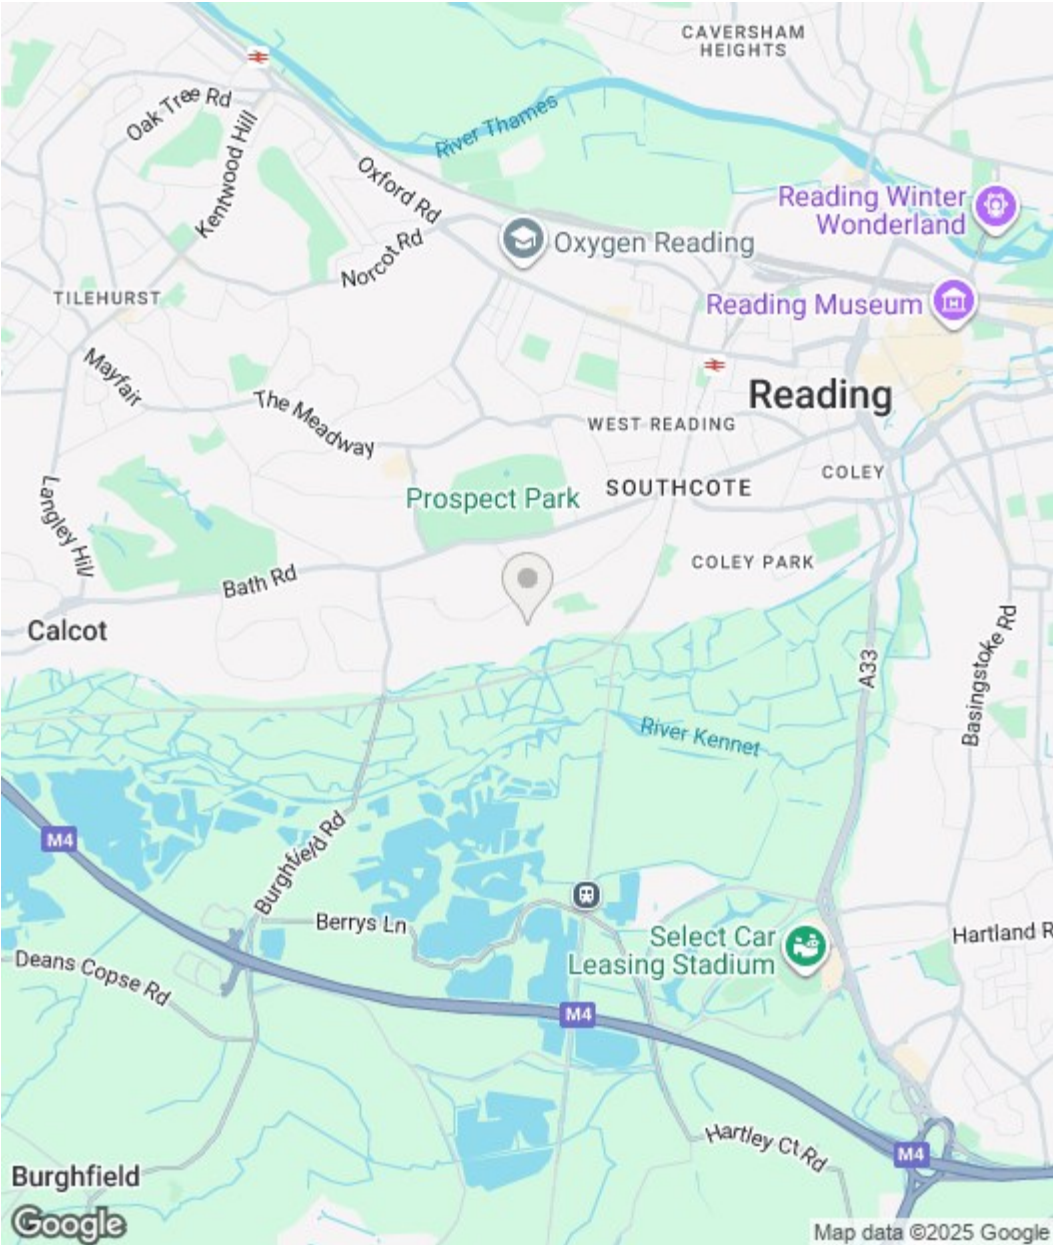 CAVERSHAM
HEIGHTS
Oak Tree Rd
Kentwood Hill
River Thames
Oxford Rd
Reading Winter
Wonderland
Norcot Rd
Oxygen Reading
TILEHURST
Reading Museum
Mayfair
The Meadway
Reading
WEST READING
COLEY
Langley Hill
Prospect Park
SOUTHCOTE
Bath Rd
COLEY PARK
Calcot
A33
Basingstoke Rd
River Kennet
M4
Burghfield Rd
Berrys Ln
Select Car
Leasing Stadium
Hartland R
Deans Copse Rd
M4
Hartley Ct Rd
M4
Burghfield
Google
Map data ©2025 Google